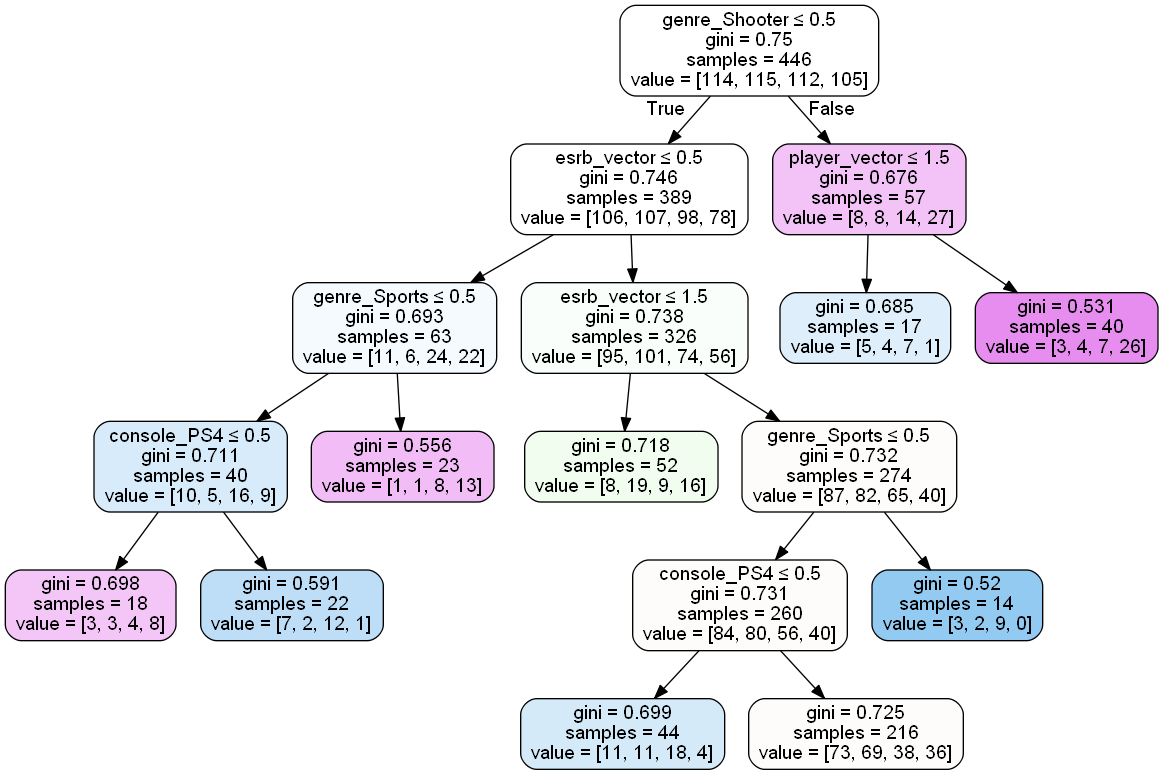 genre_Shooter ≤ 0.5
gini = 0.75
samples = 446
value = [114, 115, 112, 105]
True
False
esrb_vector ≤ 0.5
gini = 0.746
samples = 389
value = [106, 107, 98, 78]
player_vector ≤ 1.5
gini = 0.676
samples = 57
value = [8, 8, 14, 27]
genre_Sports ≤ 0.5
gini = 0.693
samples = 63
value = [11, 6, 24, 22]
esrb_vector ≤ 1.5
gini = 0.738
samples = 326
value = [95, 101, 74, 56]
gini = 0.685
samples = 17
value = [5, 4, 7, 1]
gini = 0.531
samples = 40
value = [3, 4, 7, 26]
console_PS4 ≤ 0.5
gini = 0.711
samples = 40
value = [10, 5, 16, 9]
gini = 0.556
samples = 23
value = [1, 1, 8, 13]
gini = 0.718
samples = 52
value = [8, 19, 9, 16]
genre_Sports ≤ 0.5
gini = 0.732
samples = 274
value = [87, 82, 65, 40]
gini = 0.698
samples = 18
value = [3, 3, 4, 8]
gini = 0.591
samples = 22
value = [7, 2, 12, 1]
console_PS4 ≤ 0.5
gini = 0.731
samples = 260
value = [84, 80, 56, 40]
gini = 0.52
samples = 14
value = [3, 2, 9, 0]
gini = 0.699
samples = 44
value = [11, 11, 18, 4]
gini = 0.725
samples = 216
value = [73, 69, 38, 36]